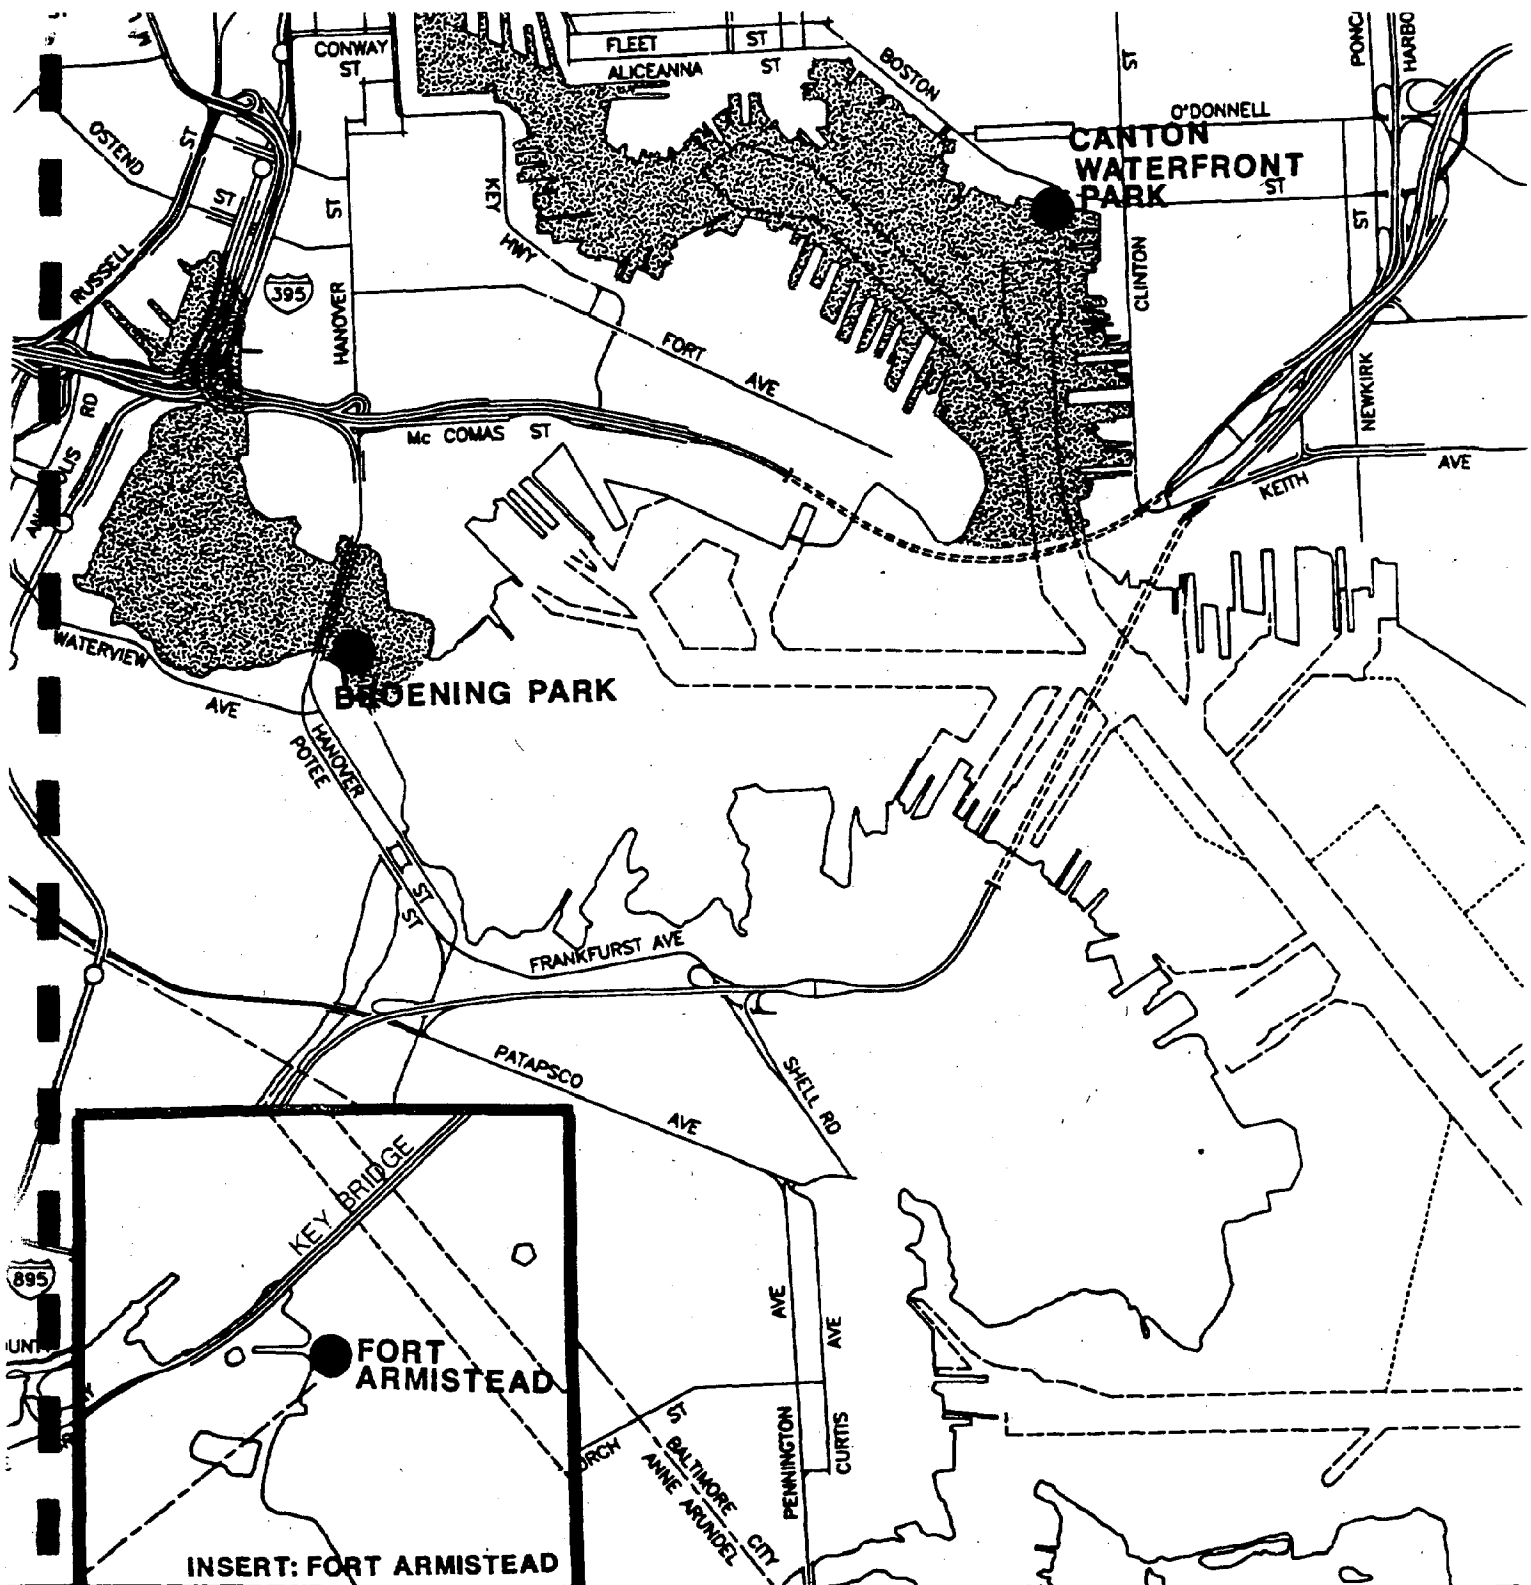 CONWAY
ST
FLEET ST
ALICEANNA ST
BOSTON
ST
PONC
HARBO
O'DONNELL
CANTON
WATERFRONT
PARK
ST
OSTEND
ST
ST
KEY
HWY
ST
HANOVER
RUSSELL
395
CLINTON
ST
FORT
AVE
NEWKIRK
RD
Mc COMAS ST
KEITH
AVE
WATERVIEW
AVE
BROENING PARK
HANOVER
POTEE
ST
ST
FRANKFURST AVE
PATAPSCO
AVE
SHELL RD
KEY BRIDGE
895
AVE
AVE
FORT
ARMISTEAD
ST
PENNINGTON
CURTIS
BALTIMORE CITY
ANNE ARUNDEL
INSERT: FORT ARMISTEAD